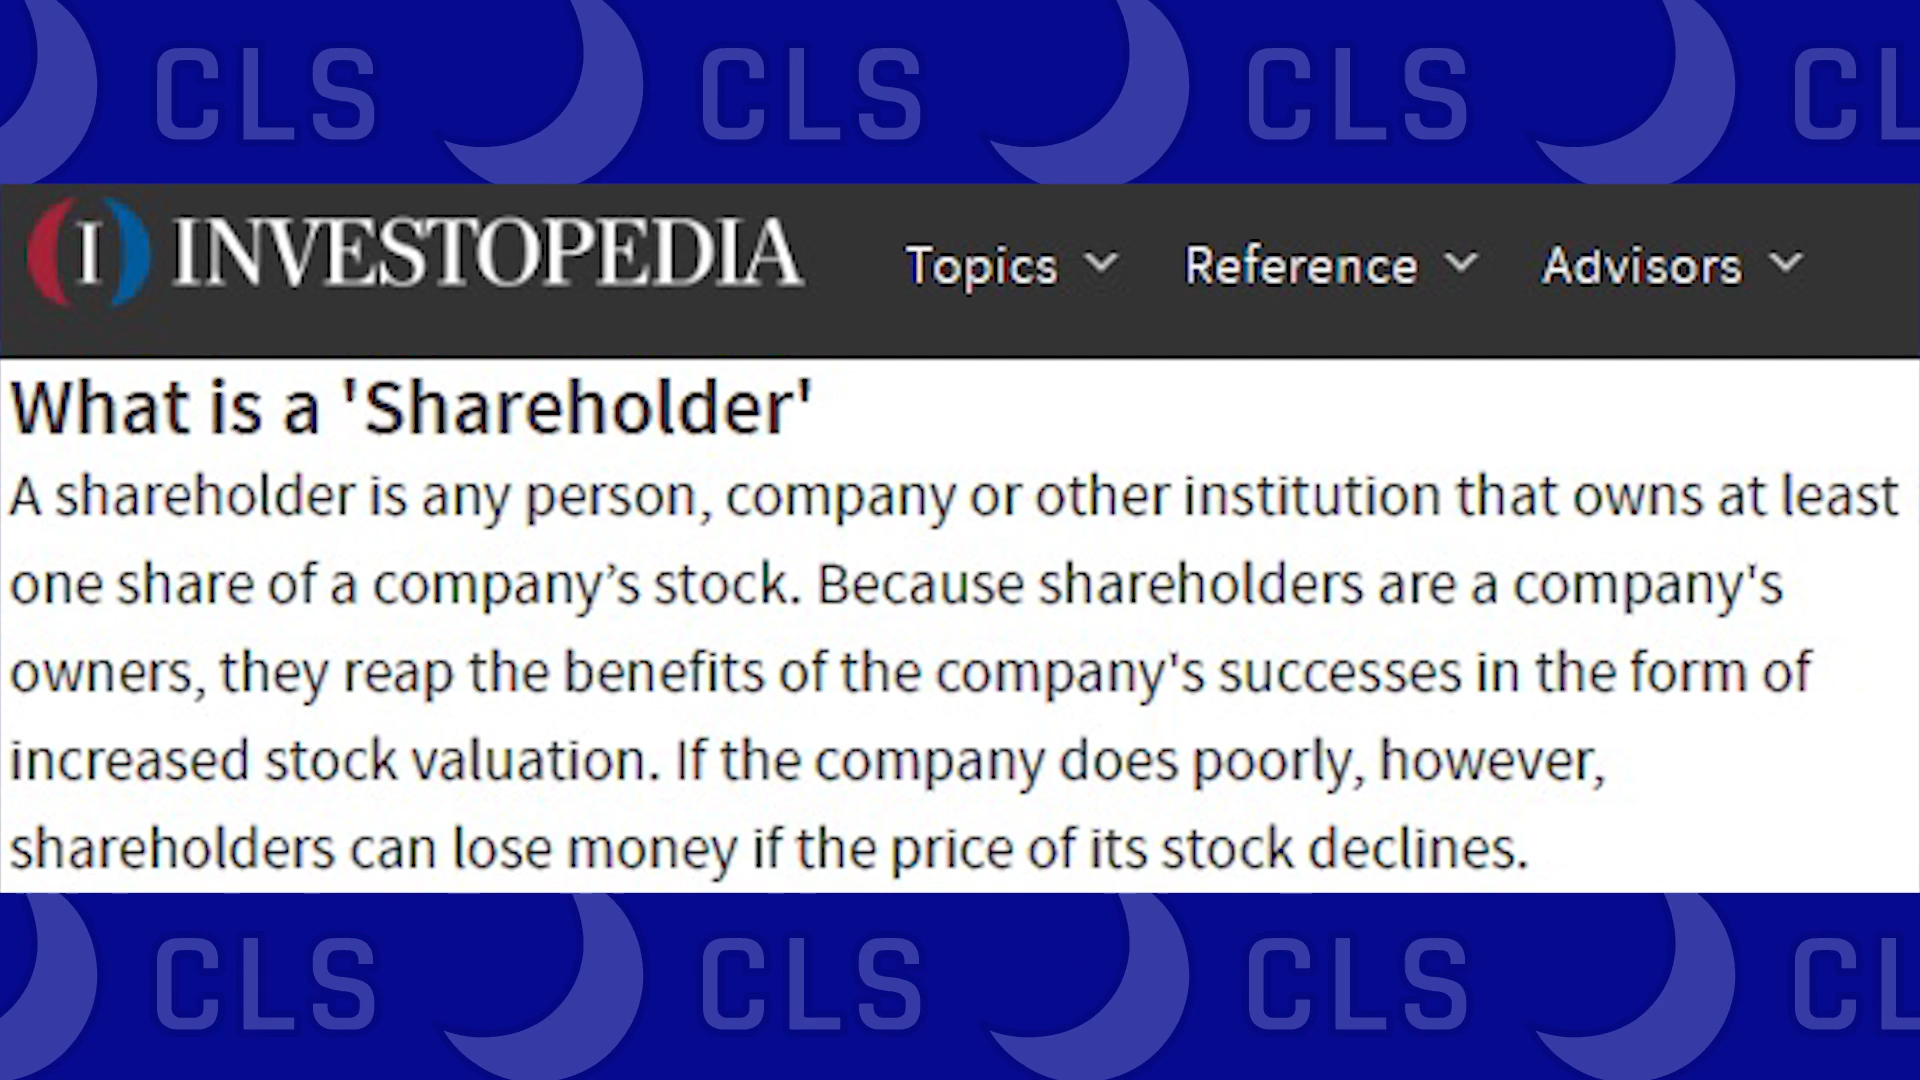 CLS CLS CLS CL
I INVESTOPEDIA Topics Reference Advisors
What is a 'Shareholder'
A shareholder is any person, company or other institution that owns at least
one share of a company’s stock. Because shareholders are a company's
owners, they reap the benefits of the company's successes in the form of
increased stock valuation. If the company does poorly, however,
shareholders can lose money if the price of its stock declines.
CLS CLS CLS CL